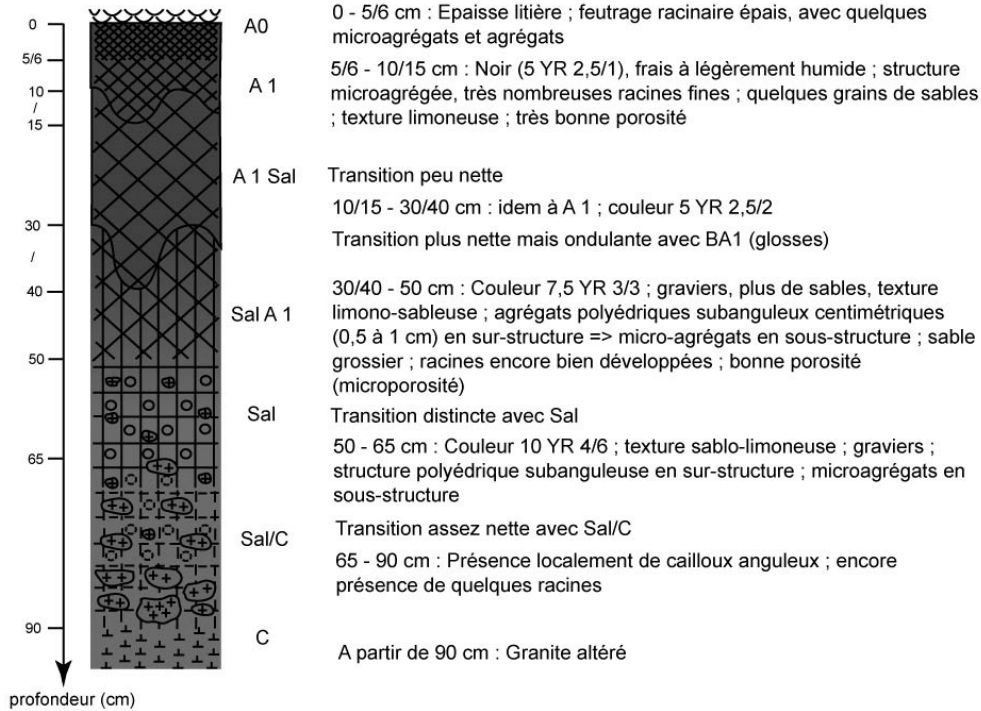 0
5/6
10
/
15
30
/
40
50
65
90
profondeur (cm)
A0
0 - 5/6 cm : Epaisse litière ; feutrage racinaire épais, avec quelques
microagrégats et agrégats
A 1
5/6 - 10/15 cm : Noir (5 YR 2,5/1), frais à légèrement humide ; structure
microagrégée, très nombreuses racines fines ; quelques grains de sables
; texture limoneuse ; très bonne porosité
A 1 Sal
Transition peu nette
10/15 - 30/40 cm : idem à A 1 ; couleur 5 YR 2,5/2
Transition plus nette mais ondulante avec BA1 (glosses)
Sal A 1
30/40 - 50 cm : Couleur 7,5 YR 3/3 ; graviers, plus de sables, texture
limono-sableuse ; agrégats polyédriques subanguleux centimétriques
(0,5 à 1 cm) en sur-structure => micro-agrégats en sous-structure ; sable
grossier ; racines encore bien développées ; bonne porosité
(microporosité)
Sal
Transition distincte avec Sal
50 - 65 cm : Couleur 10 YR 4/6 ; texture sablo-limoneuse ; graviers ;
structure polyédrique subanguleuse en sur-structure ; microagrégats en
sous-structure
Sal/C
Transition assez nette avec Sal/C
65 - 90 cm : Présence localement de cailloux anguleux ; encore
présence de quelques racines
C
A partir de 90 cm : Granite altéré